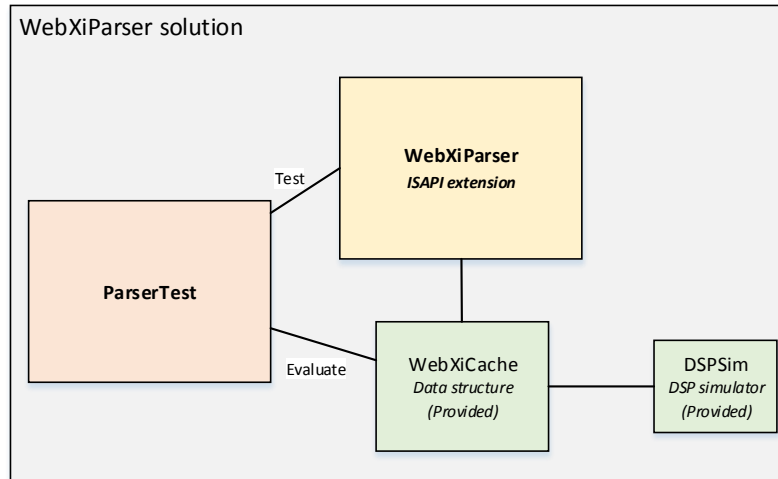 WebXiParser solution
WebXiParser
ISAPI extension
Test
ParserTest
Evaluate
WebXiCache
Data structure
(Provided)
DSPSim
DSP simulator
(Provided)